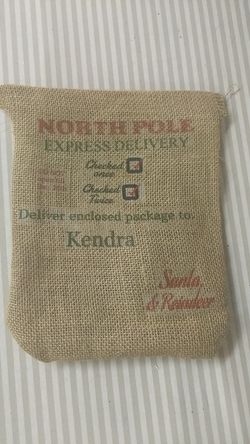 NORTH POLE
EXPRESS DELIVERY
Checked
once
Checked
Twice
Deliver enclosed package to:
Kendra
Santa
& Reindeer